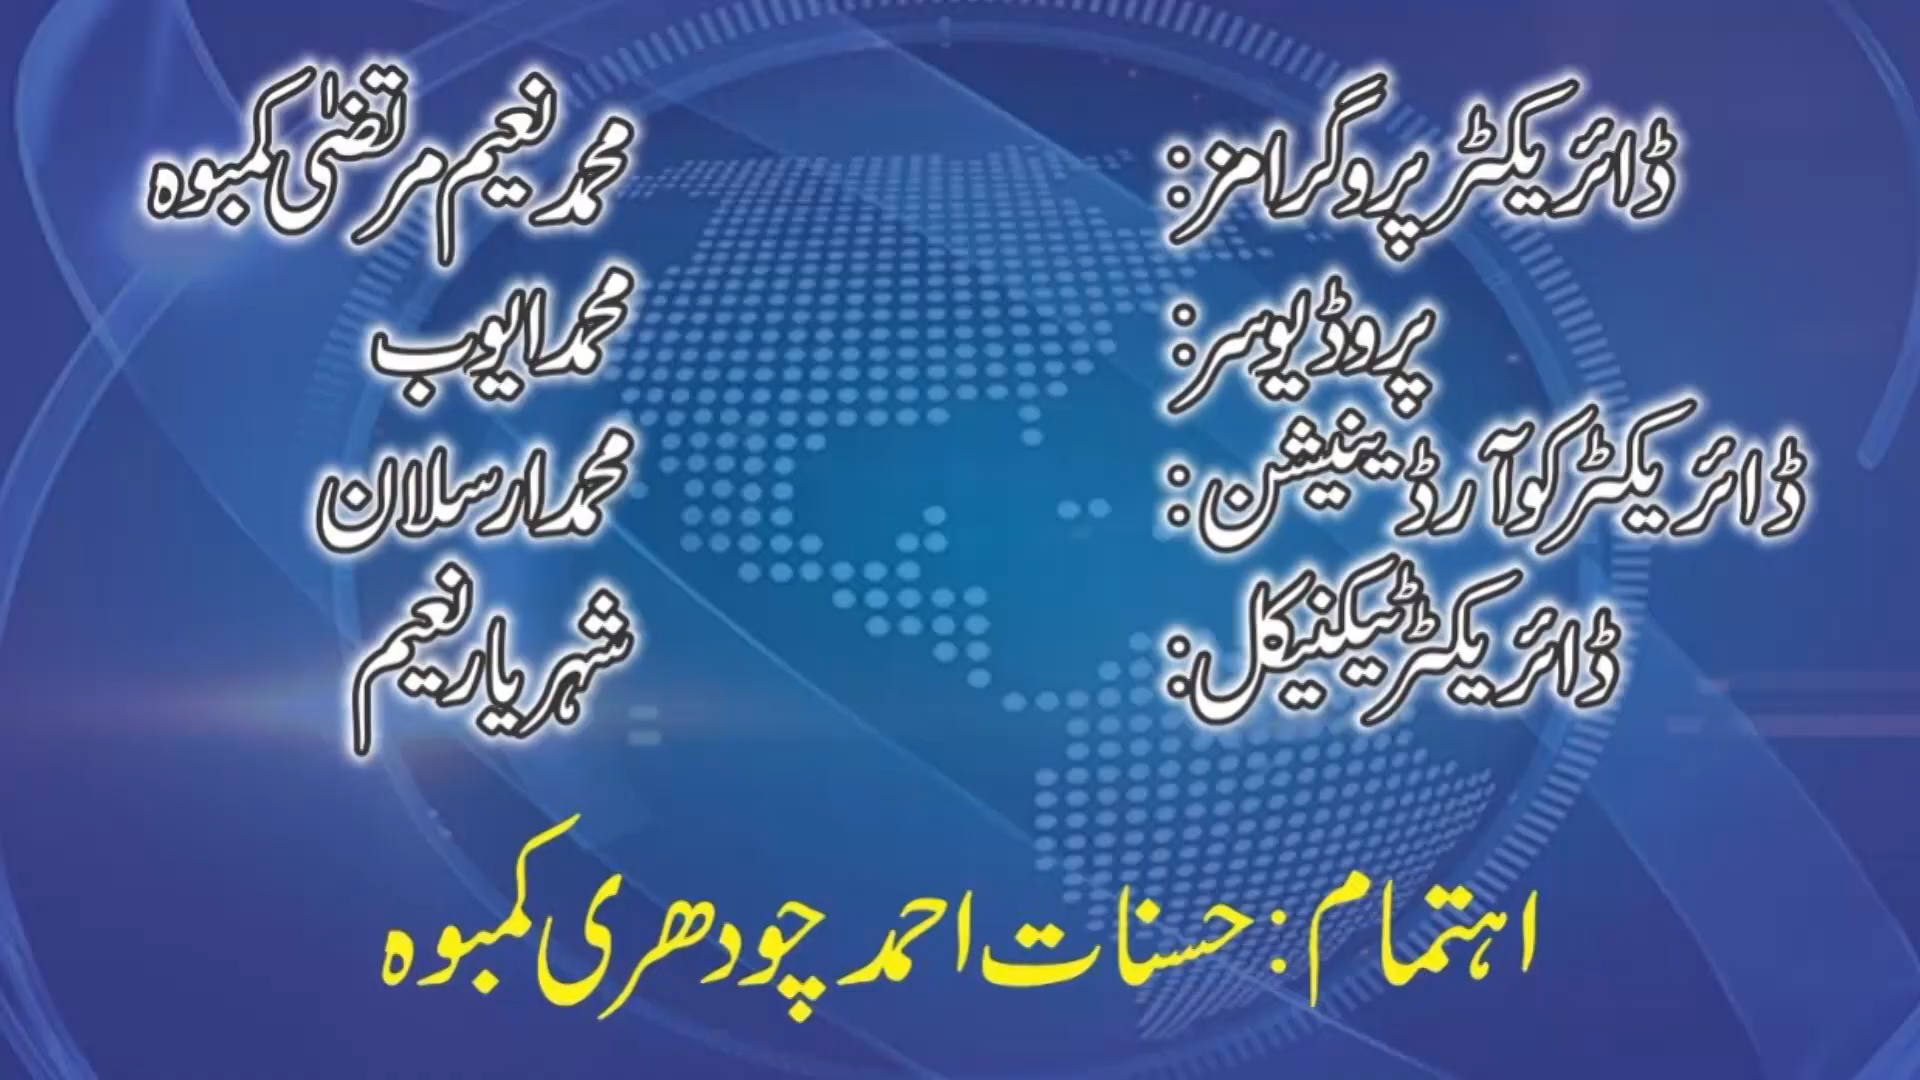 ڈائریکٹر پروگرامز: محمد نعیم مرتضیٰ کمبوہ
پروڈیوسر: محمد ایوب
ڈائریکٹر کوآرڈینیشن: محمد ارسلان
ڈائریکٹر ٹیکنیکل: شہریار نعیم
اہتمام: حسنات احمد چودھری کمبوہ